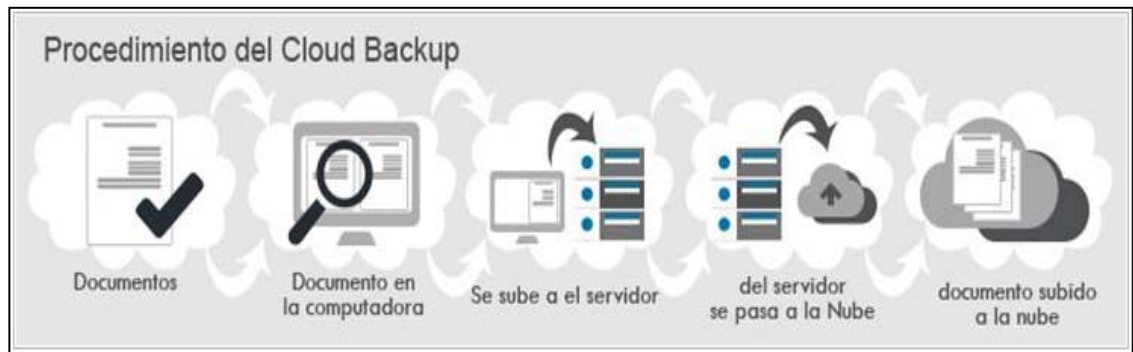 Procedimiento del Cloud Backup
Documentos
Documento en
la computadora
Se sube a el servidor
del servidor
se pasa a la Nube
documento subido
a la nube